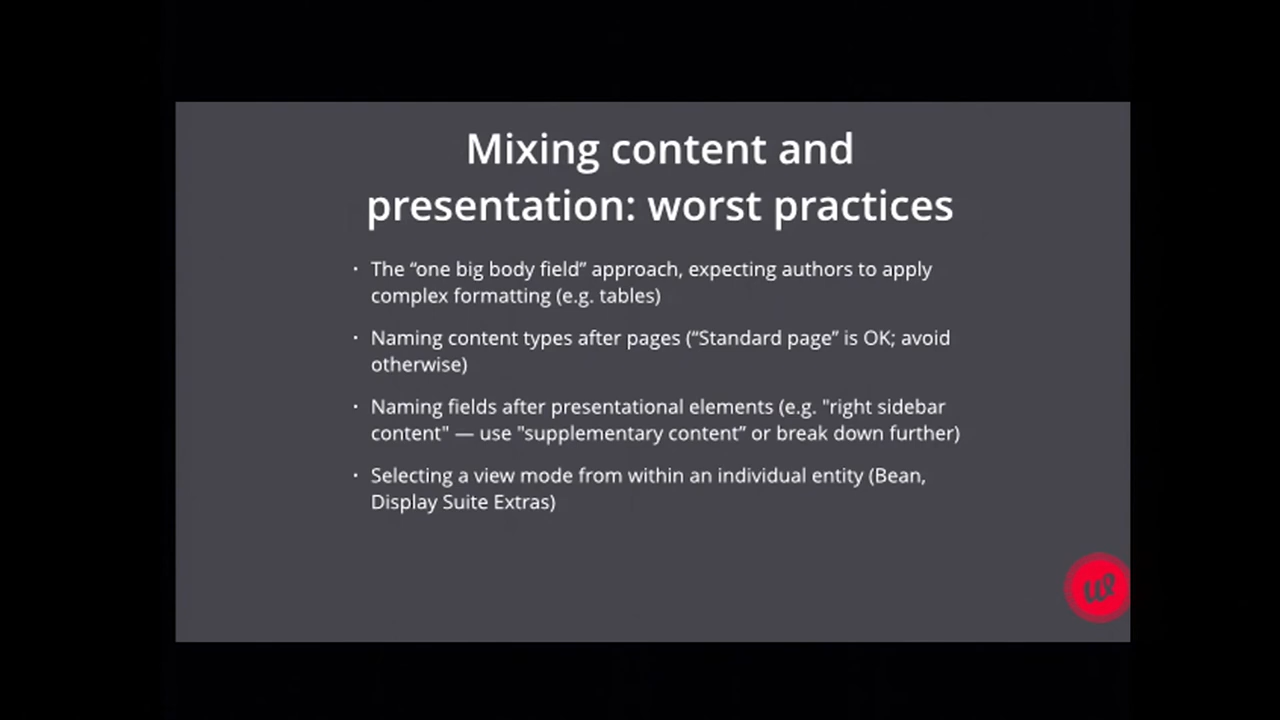 Mixing content and
presentation: worst practices
· The “one big body field” approach, expecting authors to apply
complex formatting (e.g. tables)
· Naming content types after pages (“Standard page” is OK; avoid
otherwise)
· Naming fields after presentational elements (e.g. "right sidebar
content" — use "supplementary content” or break down further)
· Selecting a view mode from within an individual entity (Bean,
Display Suite Extras)